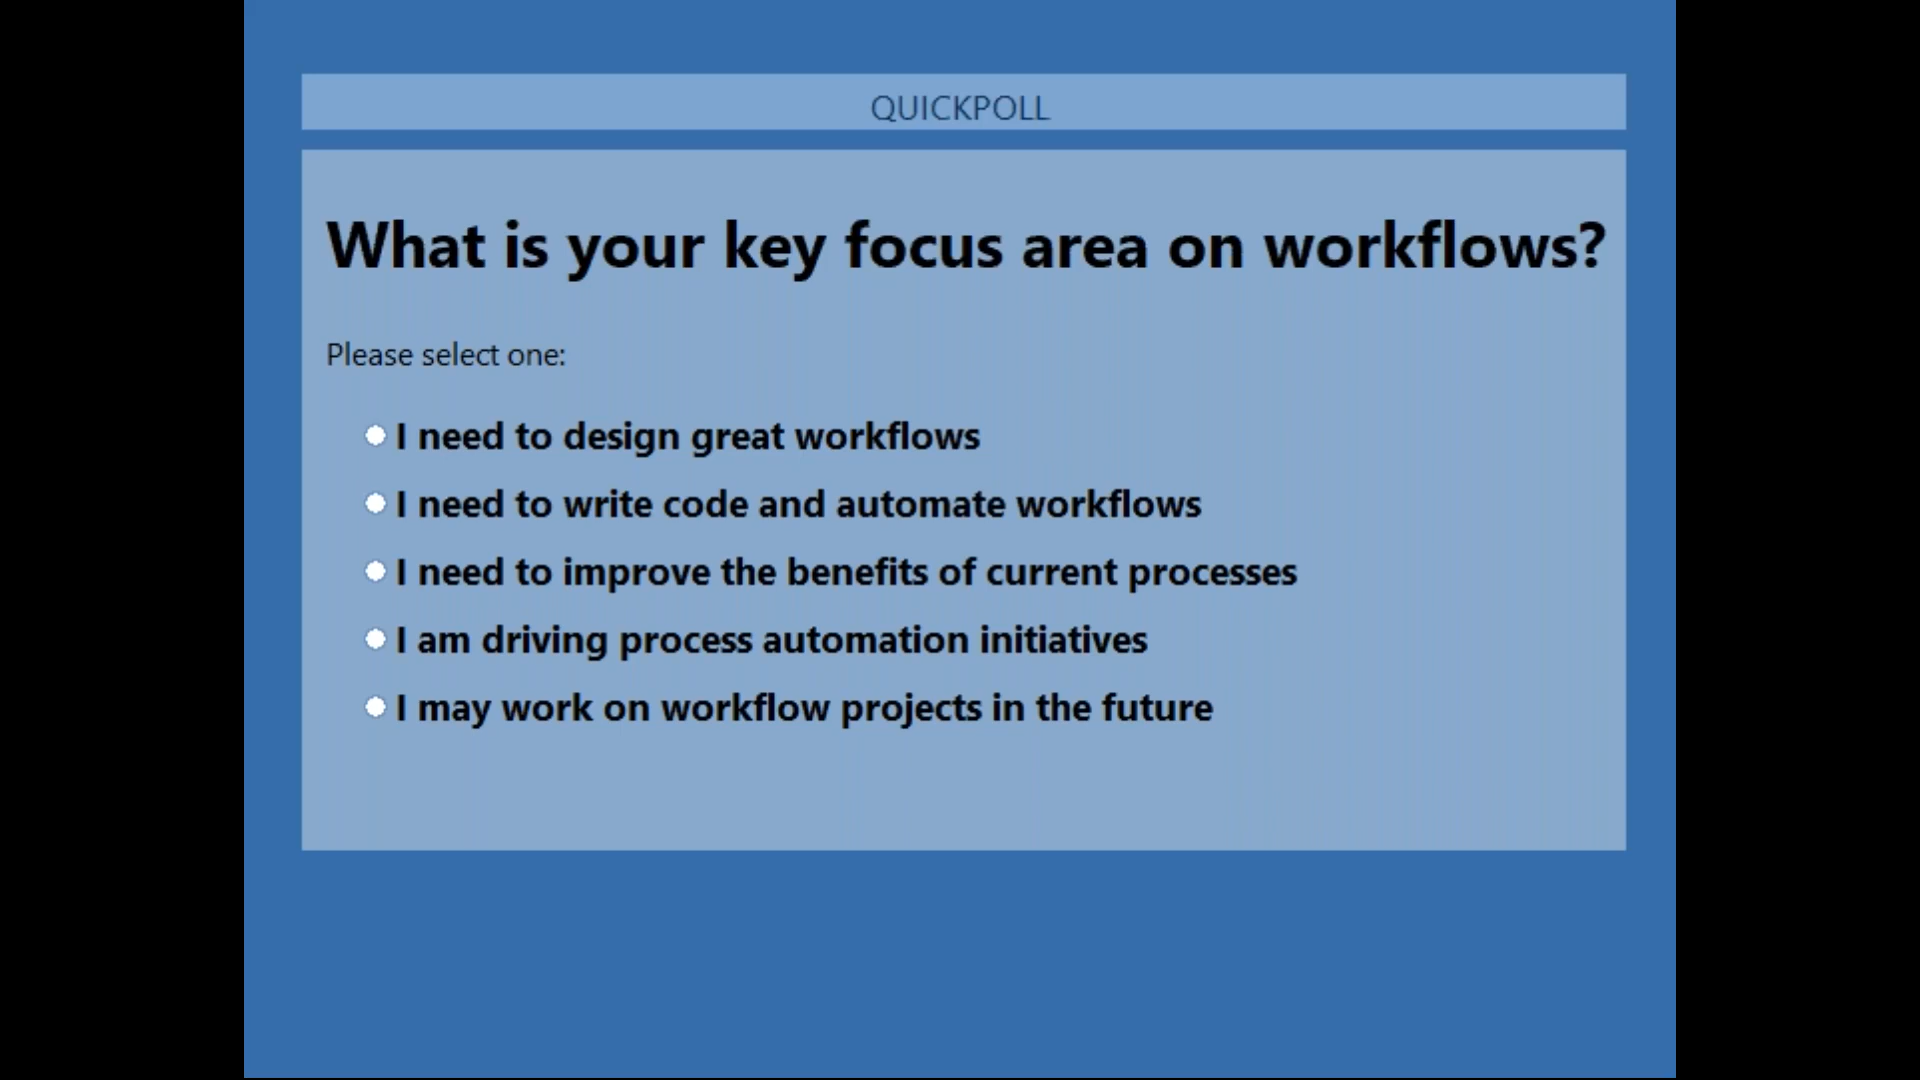 QUICKPOLL
What is your key focus area on workflows?
Please select one:
I need to design great workflows
I need to write code and automate workflows
I need to improve the benefits of current processes
I am driving process automation initiatives
I may work on workflow projects in the future